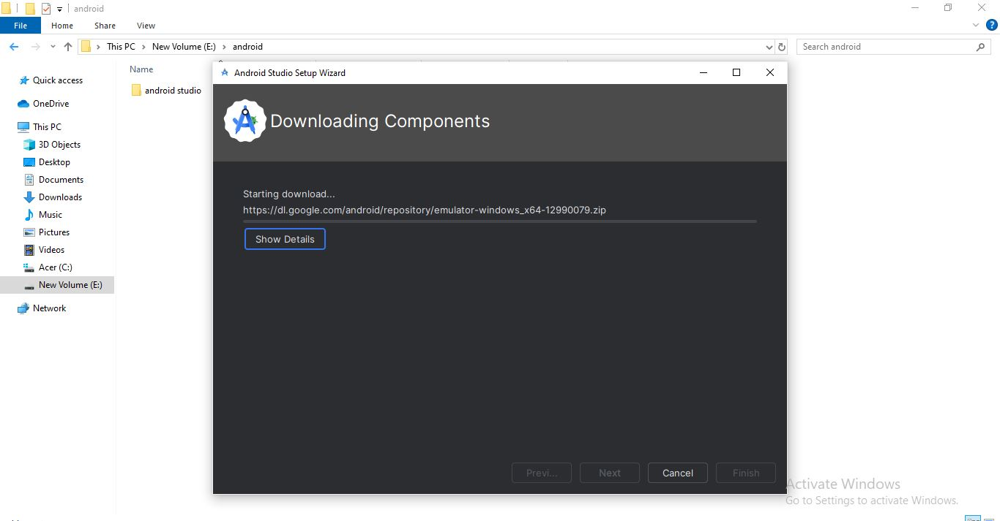 android
File Home Share View
This PC New Volume (E:) android
Search android
Name
android studio
Quick access
OneDrive
This PC
3D Objects
Desktop
Documents
Downloads
Music
Pictures
Videos
Acer (C:)
New Volume (E:)
Network
Android Studio Setup Wizard
Downloading Components
Starting download...
https://dl.google.com/android/repository/emulator-windows_x64-12990079.zip
Show Details
Previ... Next Cancel Finish
Activate Windows
Go to Settings to activate Windows.